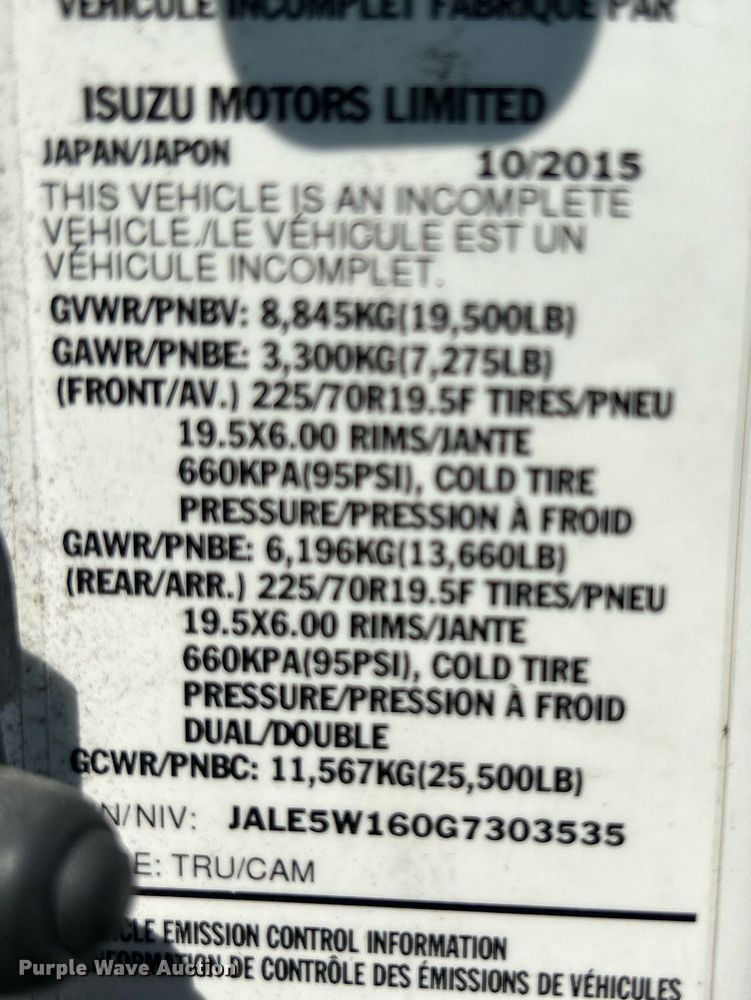 VÉHICULE INCOMPLET FABRIQUÉ PAR
ISUZU MOTORS LIMITED
JAPAN/JAPON 10/2015
THIS VEHICLE IS AN INCOMPLETE
VEHICLE./LE VÉHICULE EST UN
VÉHICULE INCOMPLET.
GVWR/PNBV: 8,845KG(19,500LB)
GAWR/PNBE: 3,300KG(7,275LB)
(FRONT/AV.) 225/70R19.5F TIRES/PNEU
19.5X6.00 RIMS/JANTE
660KPA(95PSI), COLD TIRE
PRESSURE/PRESSION À FROID
GAWR/PNBE: 6,196KG(13,660LB)
(REAR/ARR.) 225/70R19.5F TIRES/PNEU
19.5X6.00 RIMS/JANTE
660KPA(95PSI), COLD TIRE
PRESSURE/PRESSION À FROID
DUAL/DOUBLE
GCWR/PNBC: 11,567KG(25,500LB)
N/NIV: JALE5W160G7303535
E: TRU/CAM
CLE EMISSION CONTROL INFORMATION
FORMATION DE CONTRÔLE DES ÉMISSIONS DE VÉHICULES
Purple Wave Auction